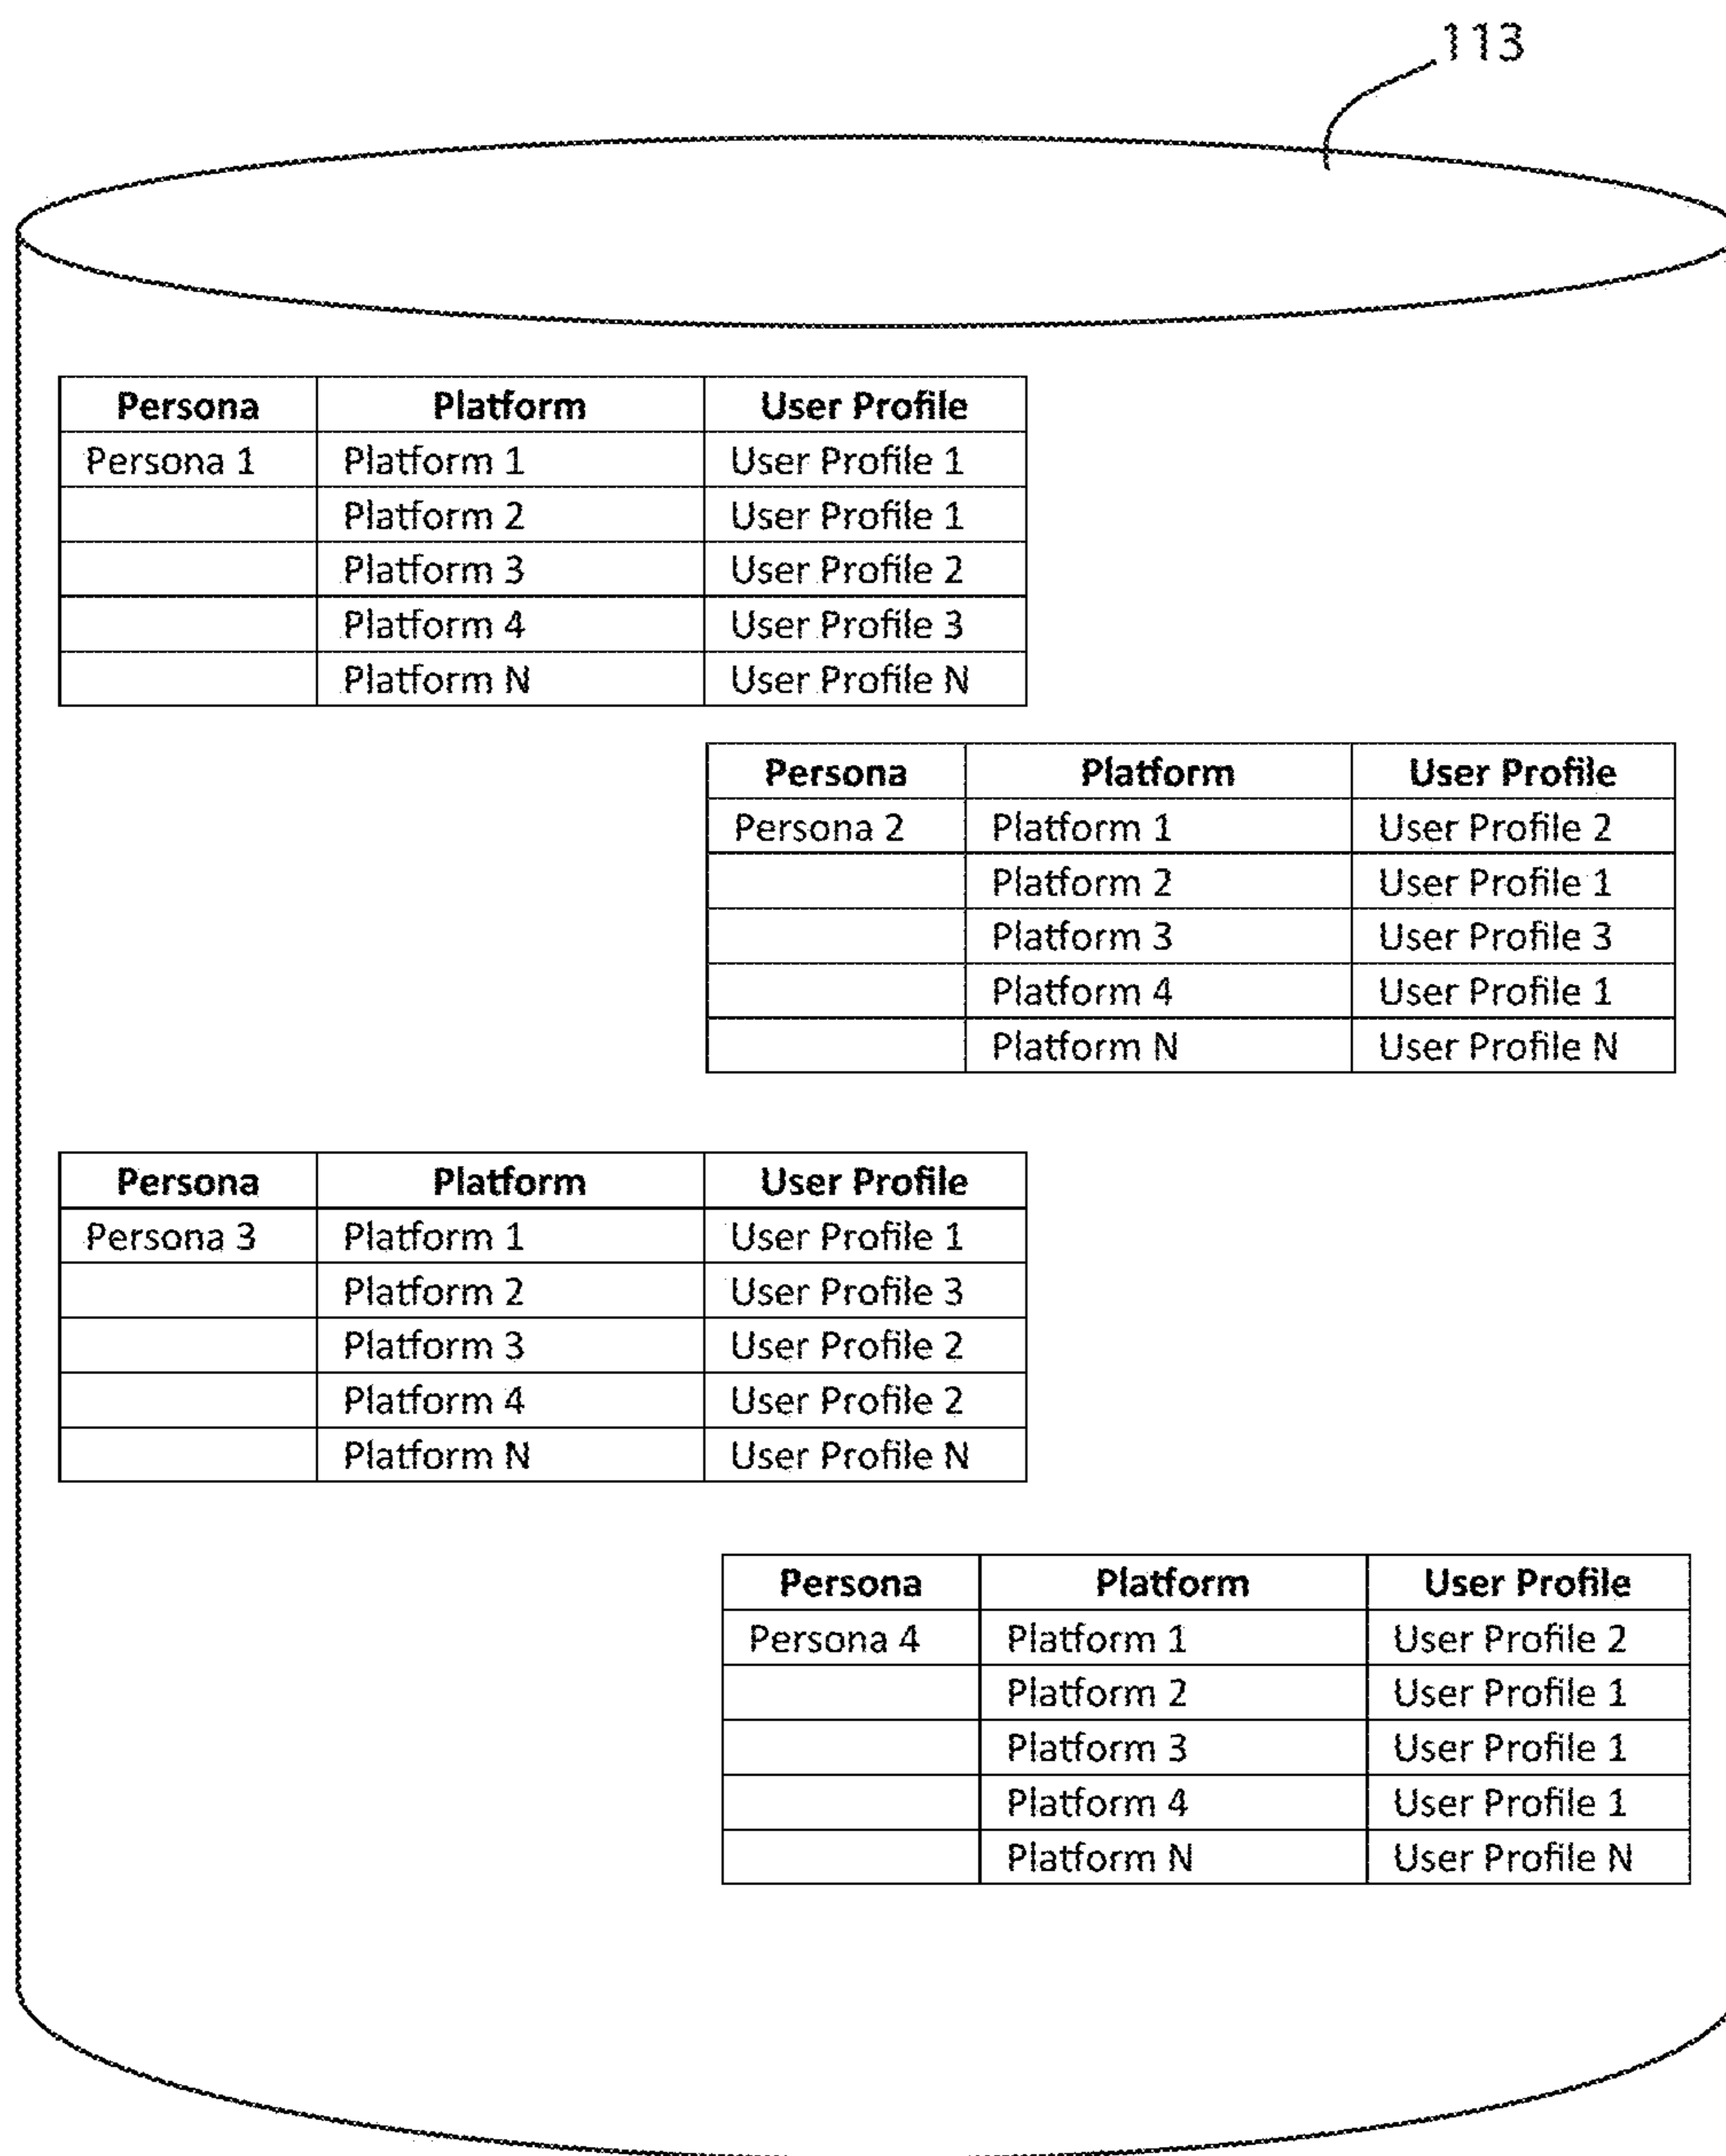 113
Persona Platform User Profile
Persona 1 Platform 1 User Profile 1
Platform 2 User Profile 1
Platform 3 User Profile 2
Platform 4 User Profile 3
Platform N User Profile N
Persona Platform User Profile
Persona 2 Platform 1 User Profile 2
Platform 2 User Profile 1
Platform 3 User Profile 3
Platform 4 User Profile 1
Platform N User Profile N
Persona Platform User Profile
Persona 3 Platform 1 User Profile 1
Platform 2 User Profile 3
Platform 3 User Profile 2
Platform 4 User Profile 2
Platform N User Profile N
Persona Platform User Profile
Persona 4 Platform 1 User Profile 2
Platform 2 User Profile 1
Platform 3 User Profile 1
Platform 4 User Profile 1
Platform N User Profile N